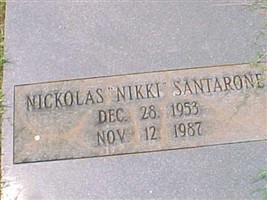 NICKOLAS "NIKKI" SANTARONE
DEC. 28. 1953
NOV. 12. 1987